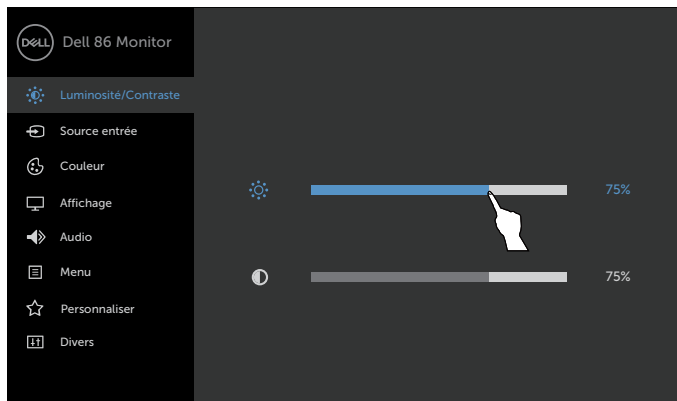 DELL
Dell 86 Monitor
Luminosité/Contraste
Source entrée
Couleur
Affichage
Audio
Menu
Personnaliser
Divers
75%
75%